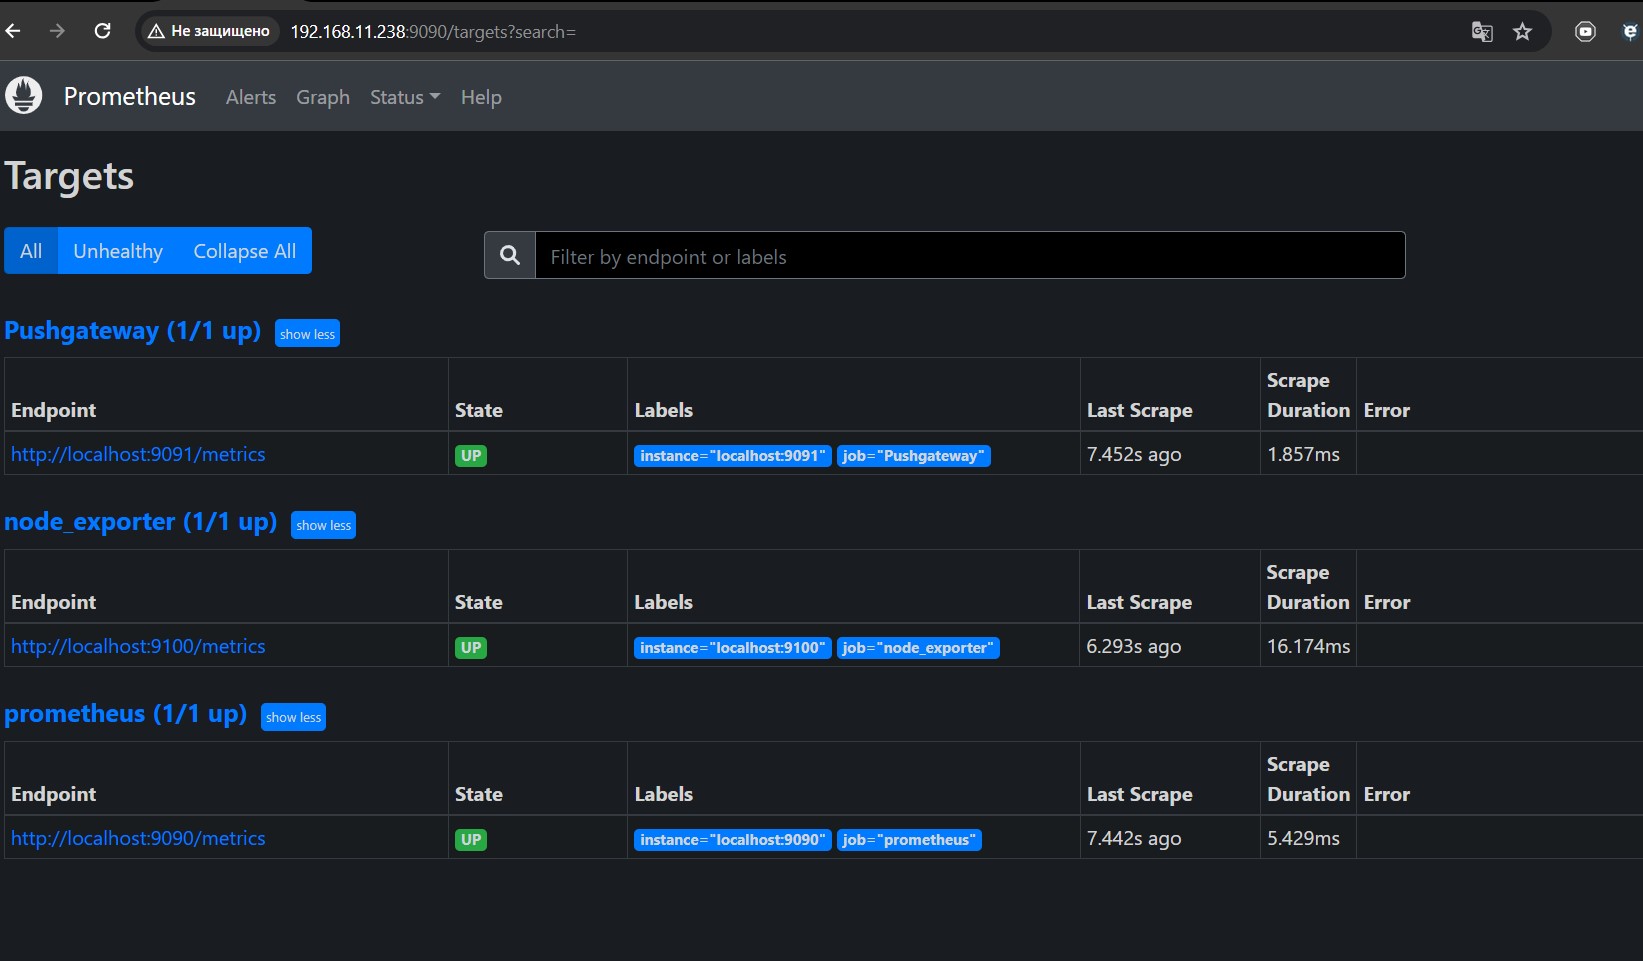 Не защищено 192.168.11.238:9090/targets?search=
Prometheus Alerts Graph Status Help
Targets
All Unhealthy Collapse All
Filter by endpoint or labels
Pushgateway (1/1 up) show less
Endpoint State Labels Last Scrape Scrape Duration Error
http://localhost:9091/metrics UP instance="localhost:9091" job="Pushgateway" 7.452s ago 1.857ms
node_exporter (1/1 up) show less
Endpoint State Labels Last Scrape Scrape Duration Error
http://localhost:9100/metrics UP instance="localhost:9100" job="node_exporter" 6.293s ago 16.174ms
prometheus (1/1 up) show less
Endpoint State Labels Last Scrape Scrape Duration Error
http://localhost:9090/metrics UP instance="localhost:9090" job="prometheus" 7.442s ago 5.429ms